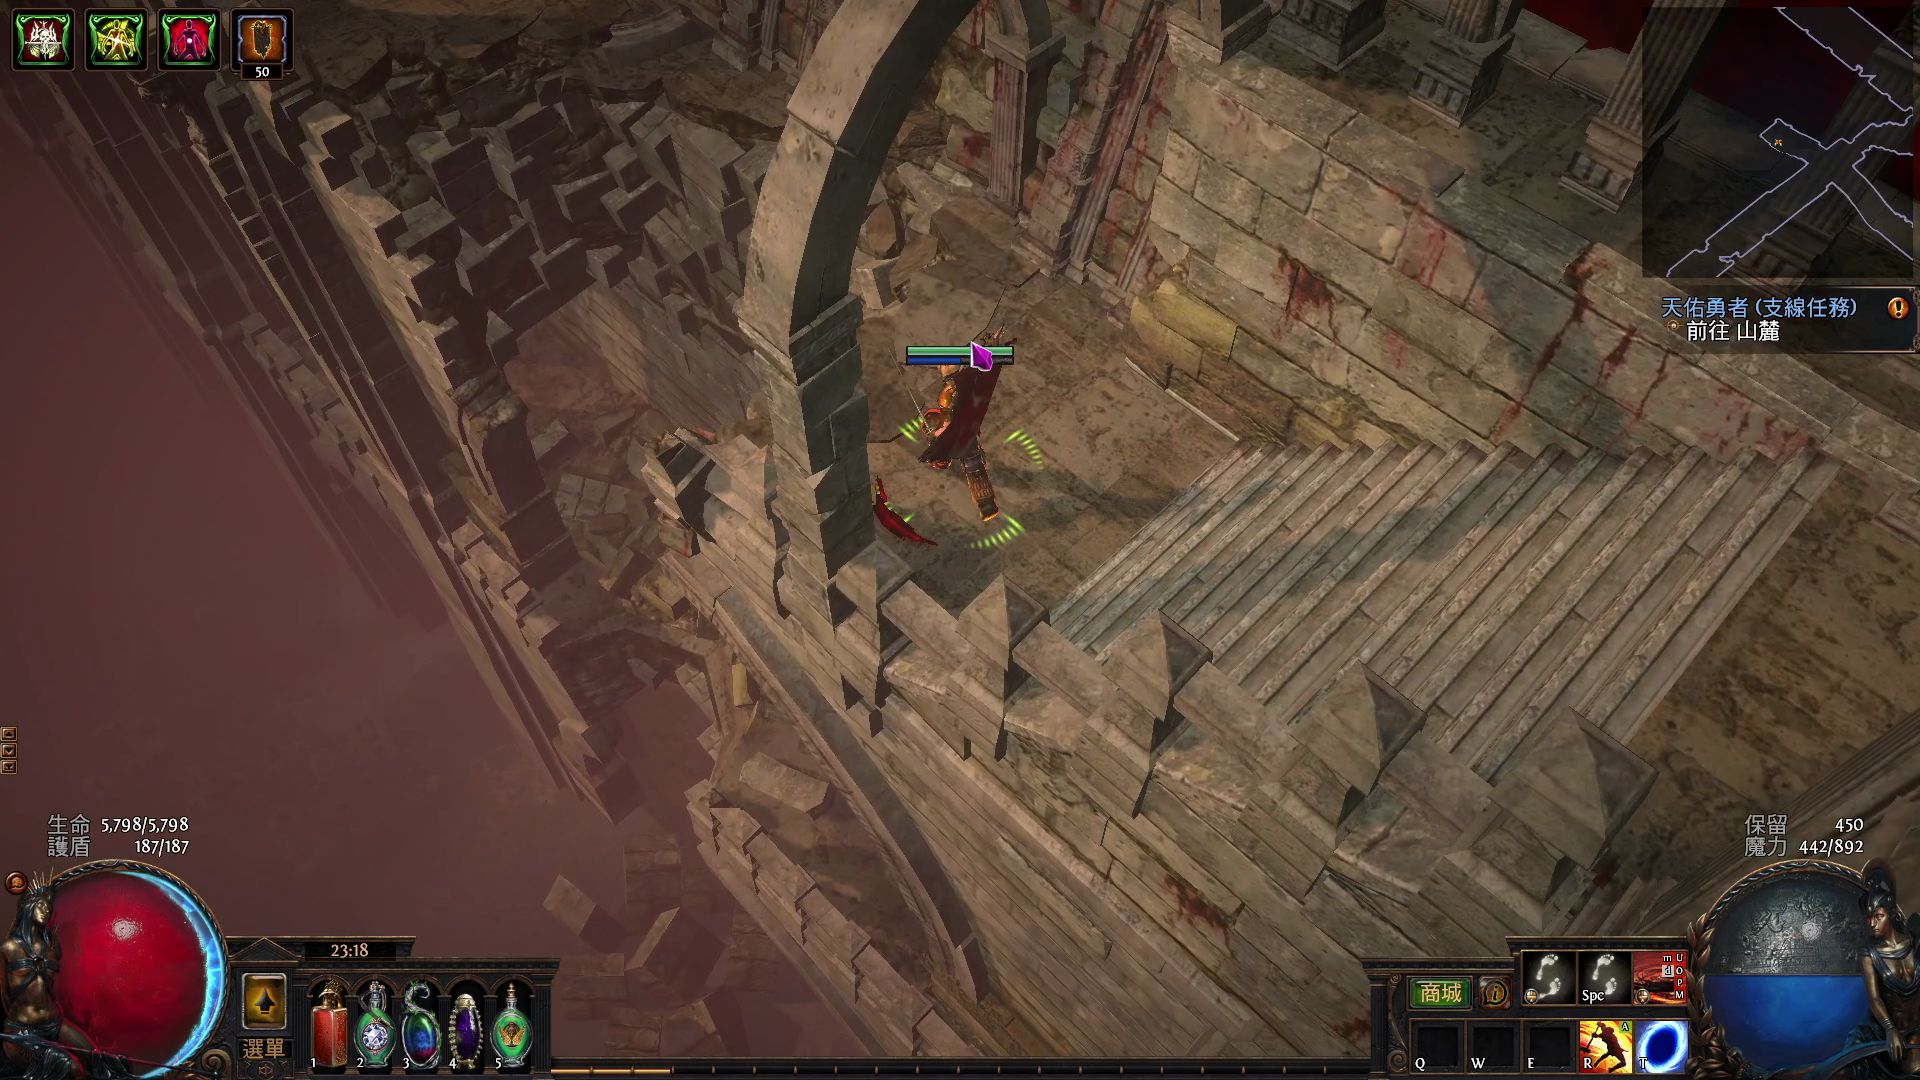 50
天佑勇者 (支線任務)
前往 山麓
生命 5,798/5,798
護盾 187/187
保留 450
魔力 442/892
23:18
選單
1 2 3 4 5
商城
Spc
m U
d O
P
M
Q W E R A T